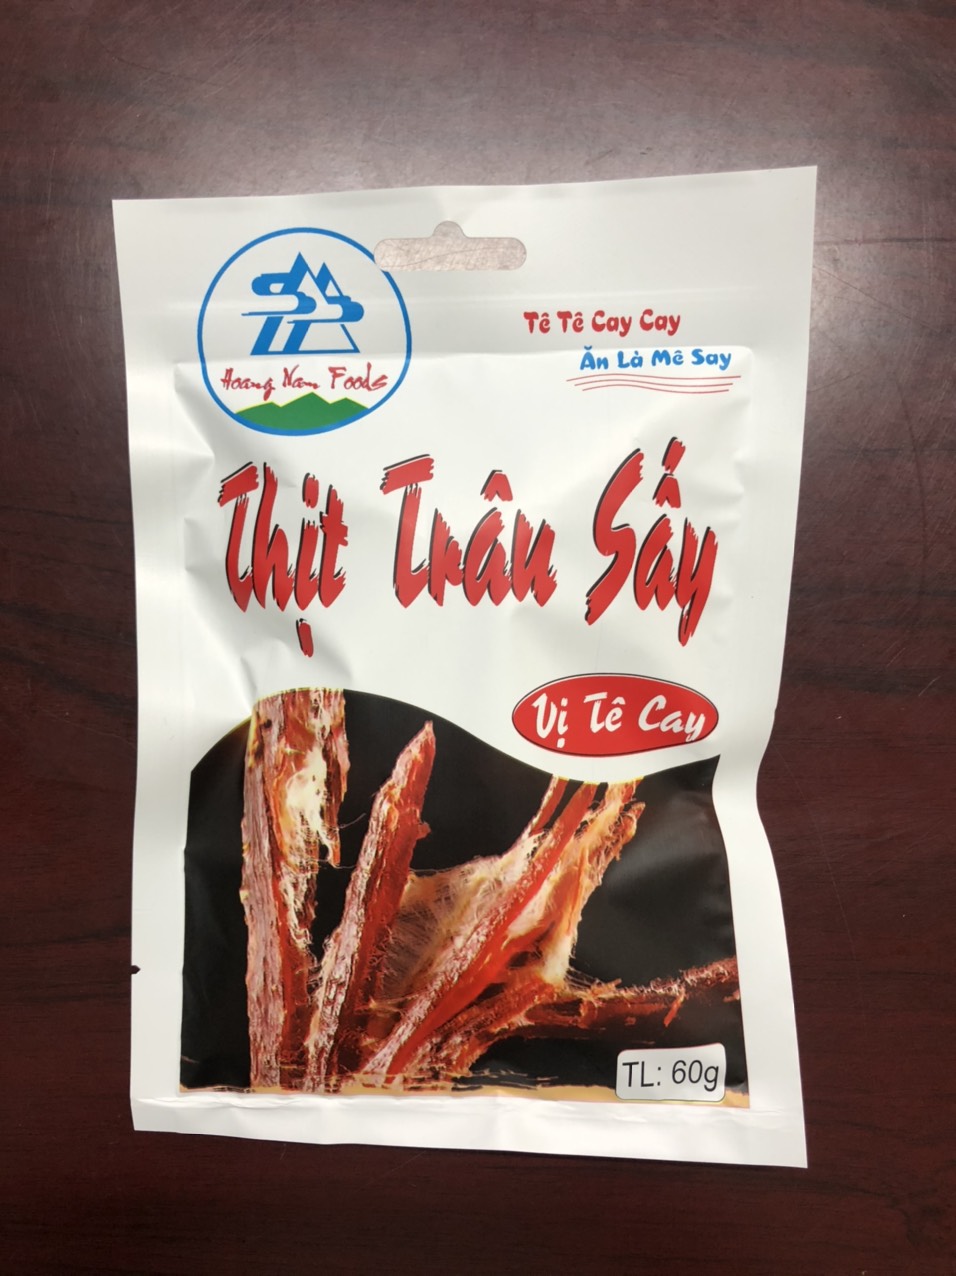 Hoang Nam Foods
Tê Tê Cay Cay
Ăn Là Mê Say
Thịt Trâu Sấy
Vị Tê Cay
TL: 60g